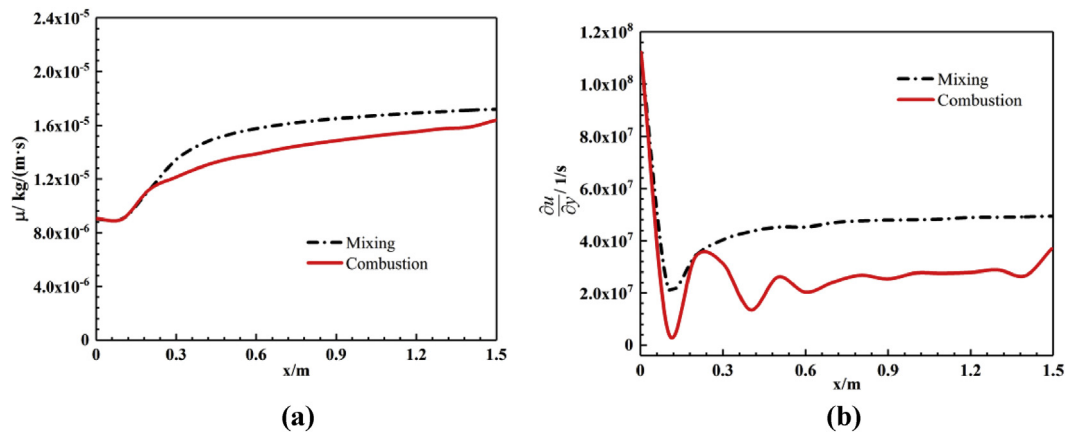 2.4x10⁻⁵
2.0x10⁻⁵
1.6x10⁻⁵
1.2x10⁻⁵
8.0x10⁻⁶
4.0x10⁻⁶
0
μ/ kg/(m·s)
Mixing
Combustion
0 0.3 0.6 0.9 1.2 1.5
x/m
(a)
1.2x10⁸
1.0x10⁸
8.0x10⁷
6.0x10⁷
4.0x10⁷
2.0x10⁷
0
∂u/∂y / 1/s
Mixing
Combustion
0 0.3 0.6 0.9 1.2 1.5
x/m
(b)